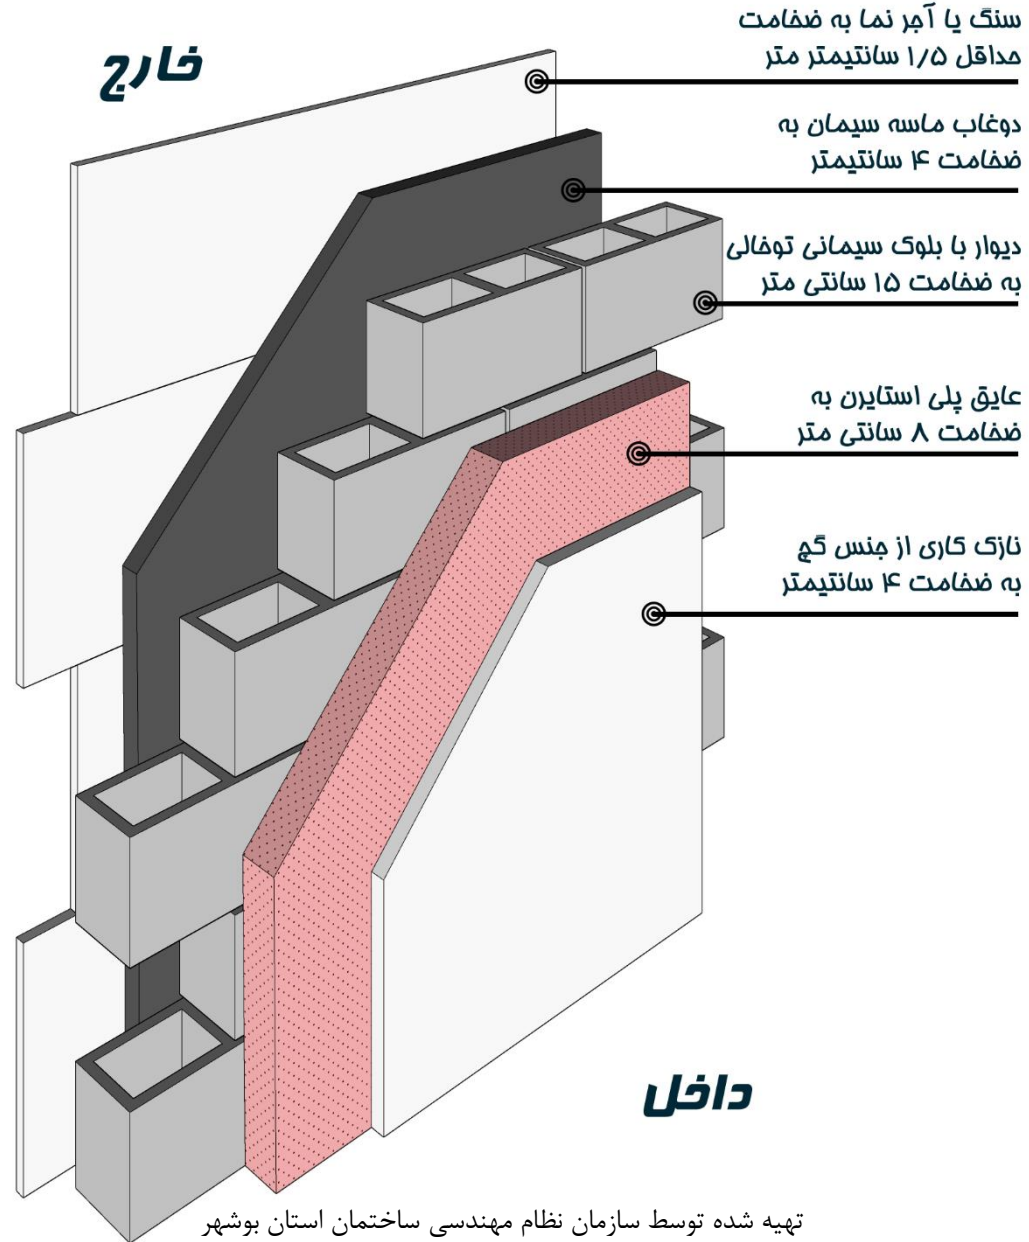 سنگ یا آجر نما به ضخامت
حداقل ۱/۵ سانتیمتر متر
خارج
دوغاب ماسه سیمان به
ضخامت ۴ سانتیمتر
دیوار با بلوک سیمانی توخالی
به ضخامت ۱۵ سانتی متر
عایق پلی استایرن به
ضخامت ۸ سانتی متر
نازک کاری از جنس گچ
به ضخامت ۴ سانتیمتر
داخل
تهیه شده توسط سازمان نظام مهندسی ساختمان استان بوشهر